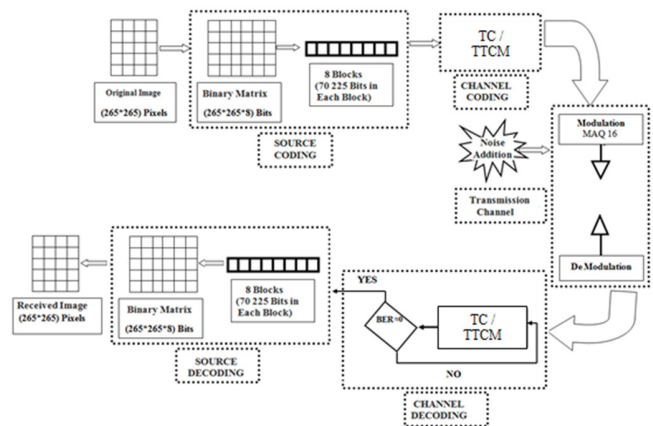 Original Image
(265*265) Pixels
Binary Matrix
(265*265*8) Bits
8 Blocks
(70 225 Bits in
Each Block)
SOURCE
CODING
TC /
TTCM
CHANNEL
CODING
Modulation
MAQ 16
Noise
Addition
Transmission
Channel
DeModulation
Received Image
(265*265) Pixels
Binary Matrix
(265*265*8) Bits
8 Blocks
(70 225 Bits in
Each Block)
SOURCE
DECODING
YES
BER=0
TC /
TTCM
NO
CHANNEL
DECODING